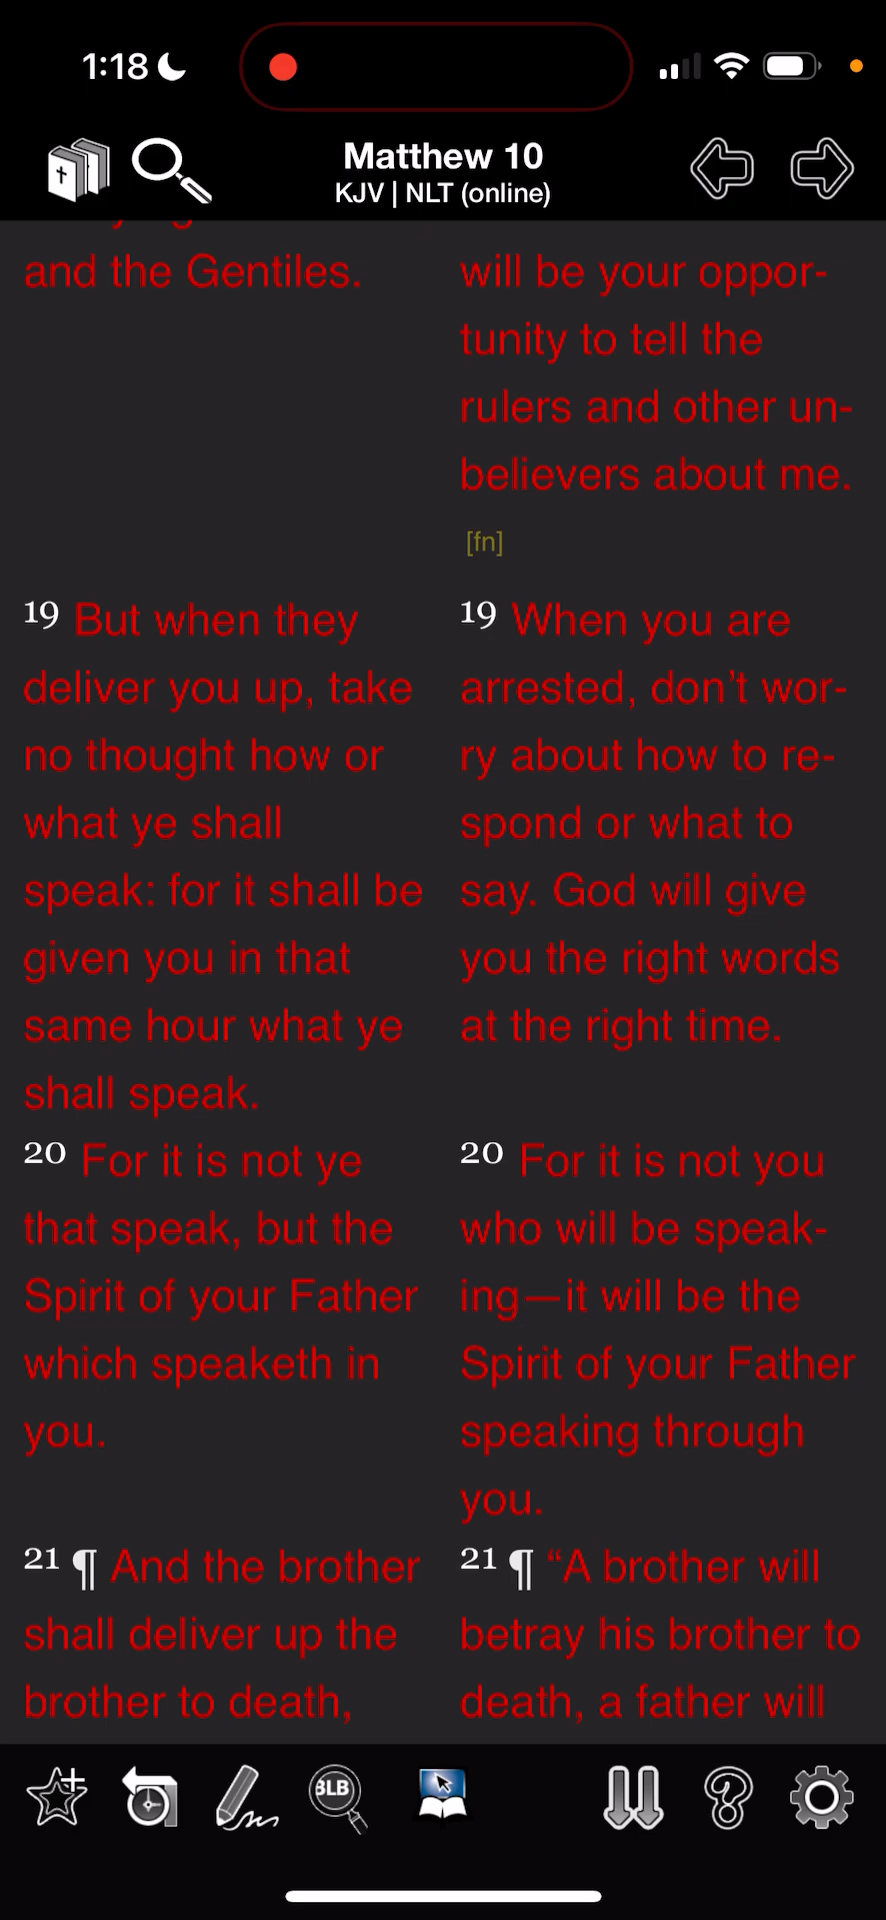 1:18
Matthew 10
KJV | NLT (online)
and the Gentiles.
will be your oppor-
tunity to tell the
rulers and other un-
believers about me.
[fn]
19 But when they
deliver you up, take
no thought how or
what ye shall
speak: for it shall be
given you in that
same hour what ye
shall speak.
20 For it is not ye
that speak, but the
Spirit of your Father
which speaketh in
you.
21 ¶ And the brother
shall deliver up the
brother to death,
19 When you are
arrested, don’t wor-
ry about how to re-
spond or what to
say. God will give
you the right words
at the right time.
20 For it is not you
who will be speak-
ing—it will be the
Spirit of your Father
speaking through
you.
21 ¶ “A brother will
betray his brother to
death, a father will
BLB